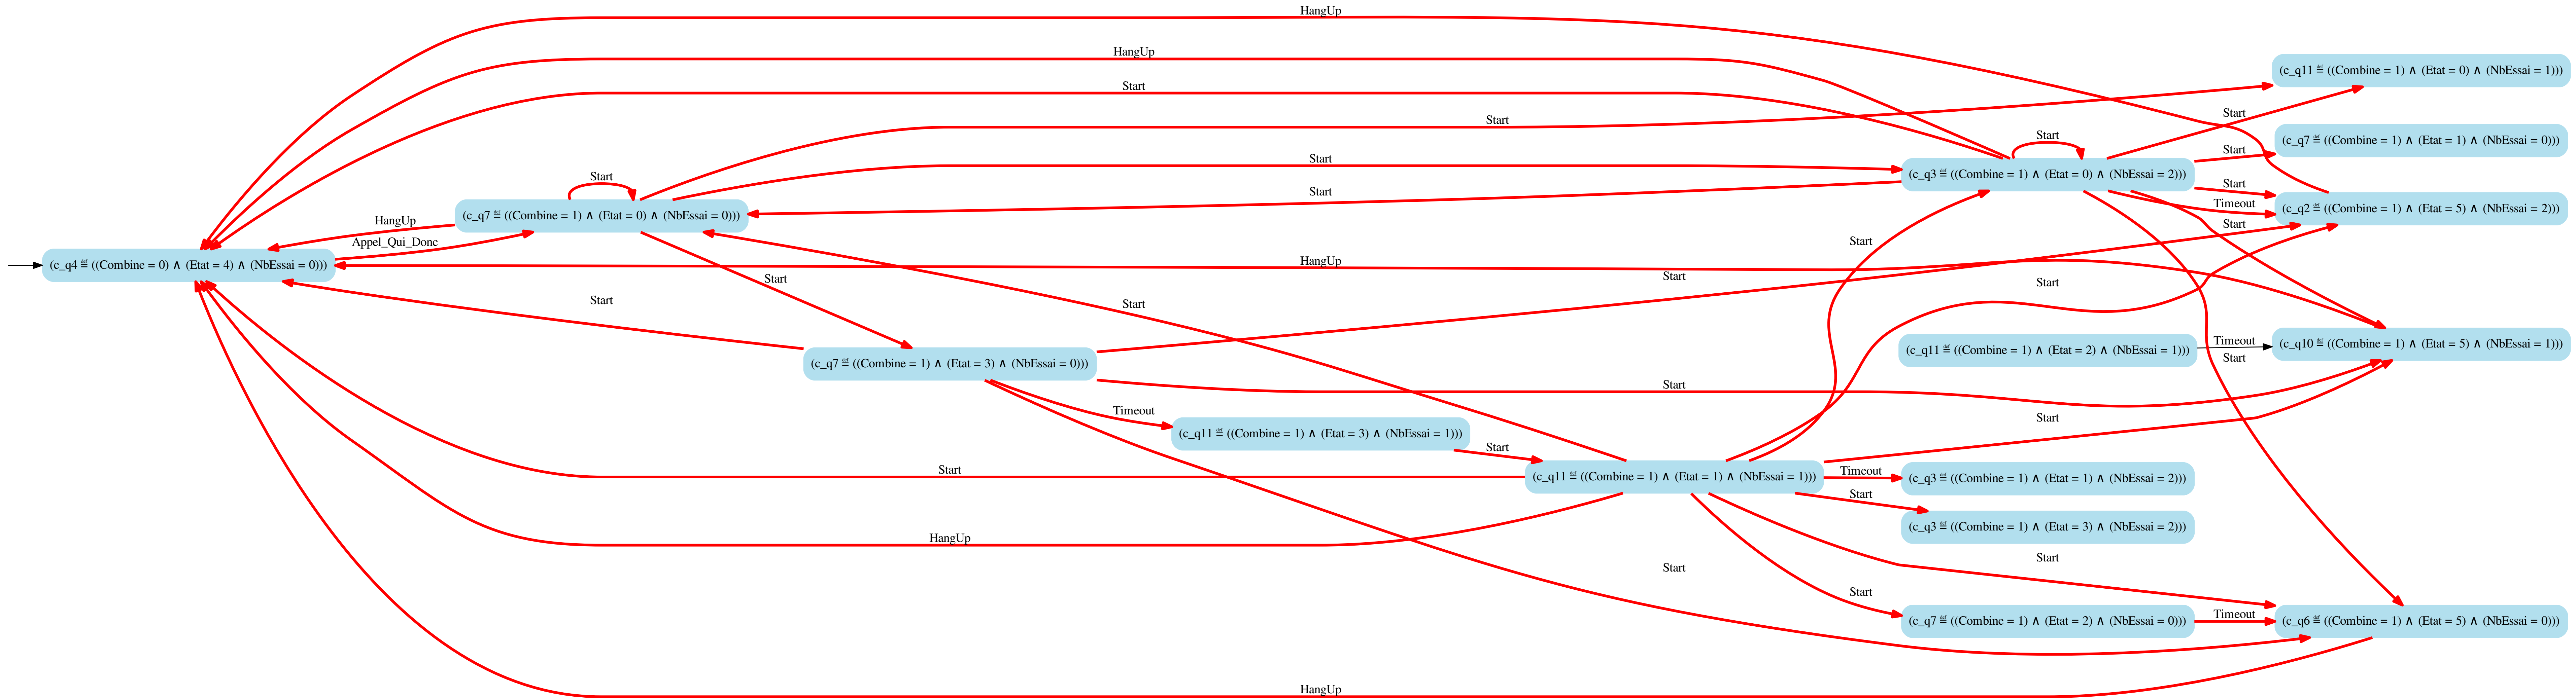 HangUp
HangUp
(c_q11 ≝ ((Combine = 1) ∧ (Etat = 0) ∧ (NbEssai = 1)))
Start
Start
Start
Start
Start
(c_q7 ≝ ((Combine = 1) ∧ (Etat = 1) ∧ (NbEssai = 0)))
Start
Start
(c_q3 ≝ ((Combine = 1) ∧ (Etat = 0) ∧ (NbEssai = 2)))
Start
Start
Start
Timeout
(c_q2 ≝ ((Combine = 1) ∧ (Etat = 5) ∧ (NbEssai = 2)))
(c_q7 ≝ ((Combine = 1) ∧ (Etat = 0) ∧ (NbEssai = 0)))
HangUp
Start
Appel_Qui_Donc
Start
(c_q4 ≝ ((Combine = 0) ∧ (Etat = 4) ∧ (NbEssai = 0)))
HangUp
Start
Start
Start
Start
Start
(c_q11 ≝ ((Combine = 1) ∧ (Etat = 2) ∧ (NbEssai = 1)))
Timeout
(c_q10 ≝ ((Combine = 1) ∧ (Etat = 5) ∧ (NbEssai = 1)))
Start
(c_q7 ≝ ((Combine = 1) ∧ (Etat = 3) ∧ (NbEssai = 0)))
Start
Timeout
Start
(c_q11 ≝ ((Combine = 1) ∧ (Etat = 3) ∧ (NbEssai = 1)))
Start
Start
Timeout
(c_q11 ≝ ((Combine = 1) ∧ (Etat = 1) ∧ (NbEssai = 1)))
(c_q3 ≝ ((Combine = 1) ∧ (Etat = 1) ∧ (NbEssai = 2)))
Start
(c_q3 ≝ ((Combine = 1) ∧ (Etat = 3) ∧ (NbEssai = 2)))
HangUp
Start
Start
Start
Timeout
(c_q7 ≝ ((Combine = 1) ∧ (Etat = 2) ∧ (NbEssai = 0)))
(c_q6 ≝ ((Combine = 1) ∧ (Etat = 5) ∧ (NbEssai = 0)))
HangUp